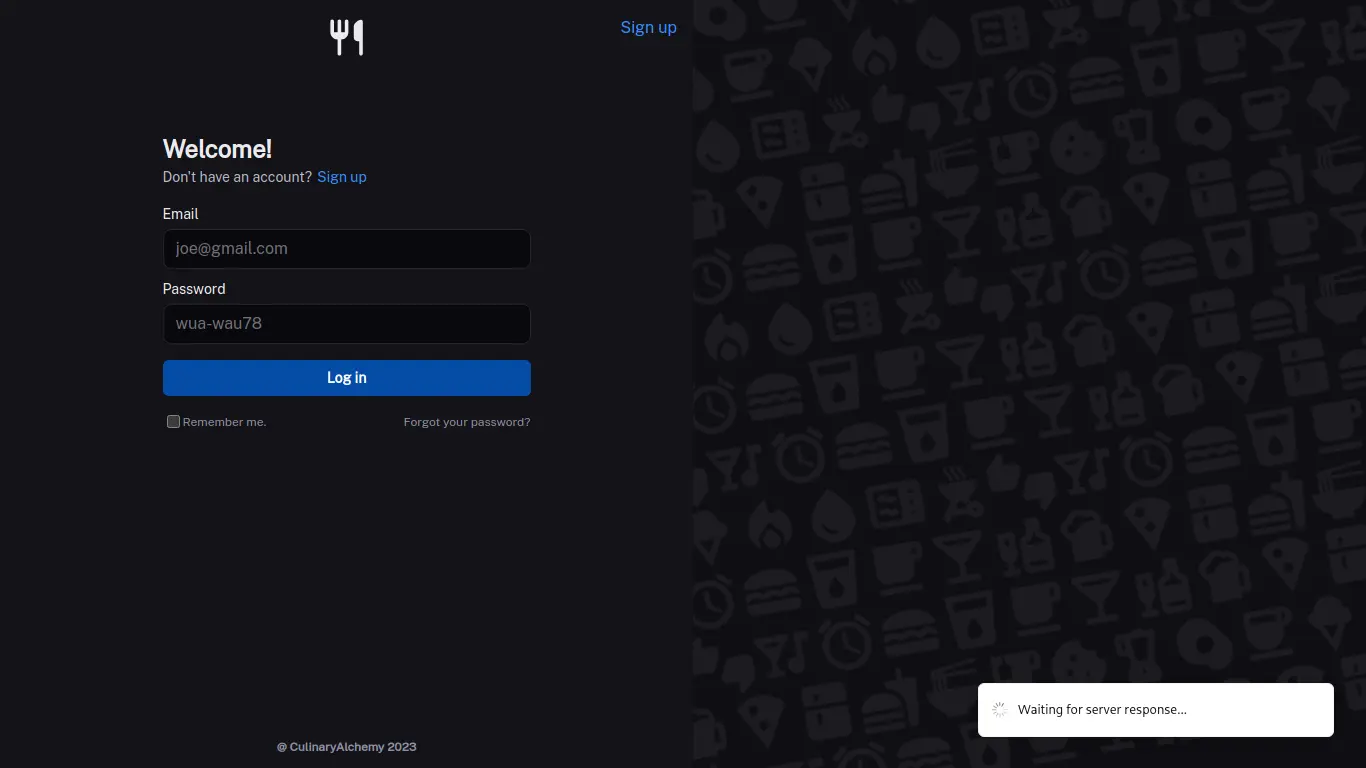 Sign up
Welcome!
Don't have an account? Sign up
Email
joe@gmail.com
Password
wua-wau78
Log in
Remember me. Forgot your password?
Waiting for server response...
@ CulinaryAlchemy 2023